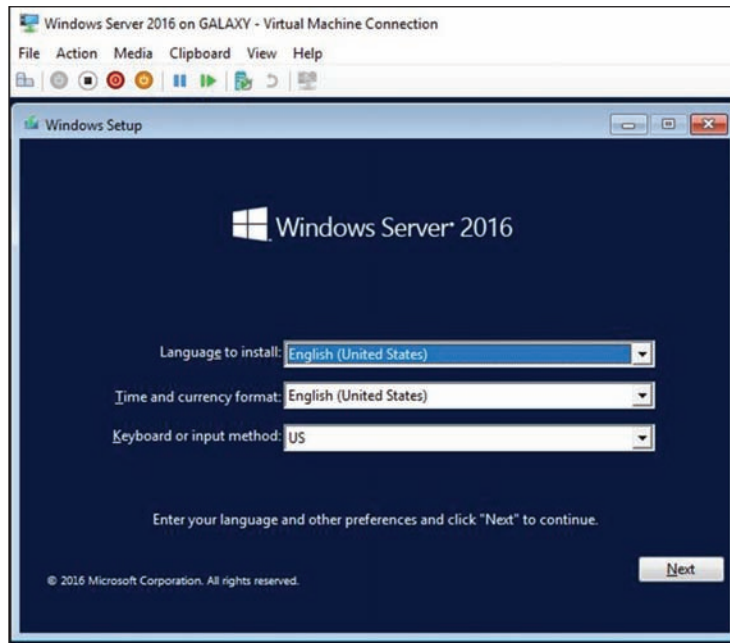 Windows Server 2016 on GALAXY - Virtual Machine Connection
File Action Media Clipboard View Help
Windows Setup
Windows Server® 2016
Language to install: English (United States)
Time and currency format: English (United States)
Keyboard or input method: US
Enter your language and other preferences and click "Next" to continue.
Next
© 2016 Microsoft Corporation. All rights reserved.